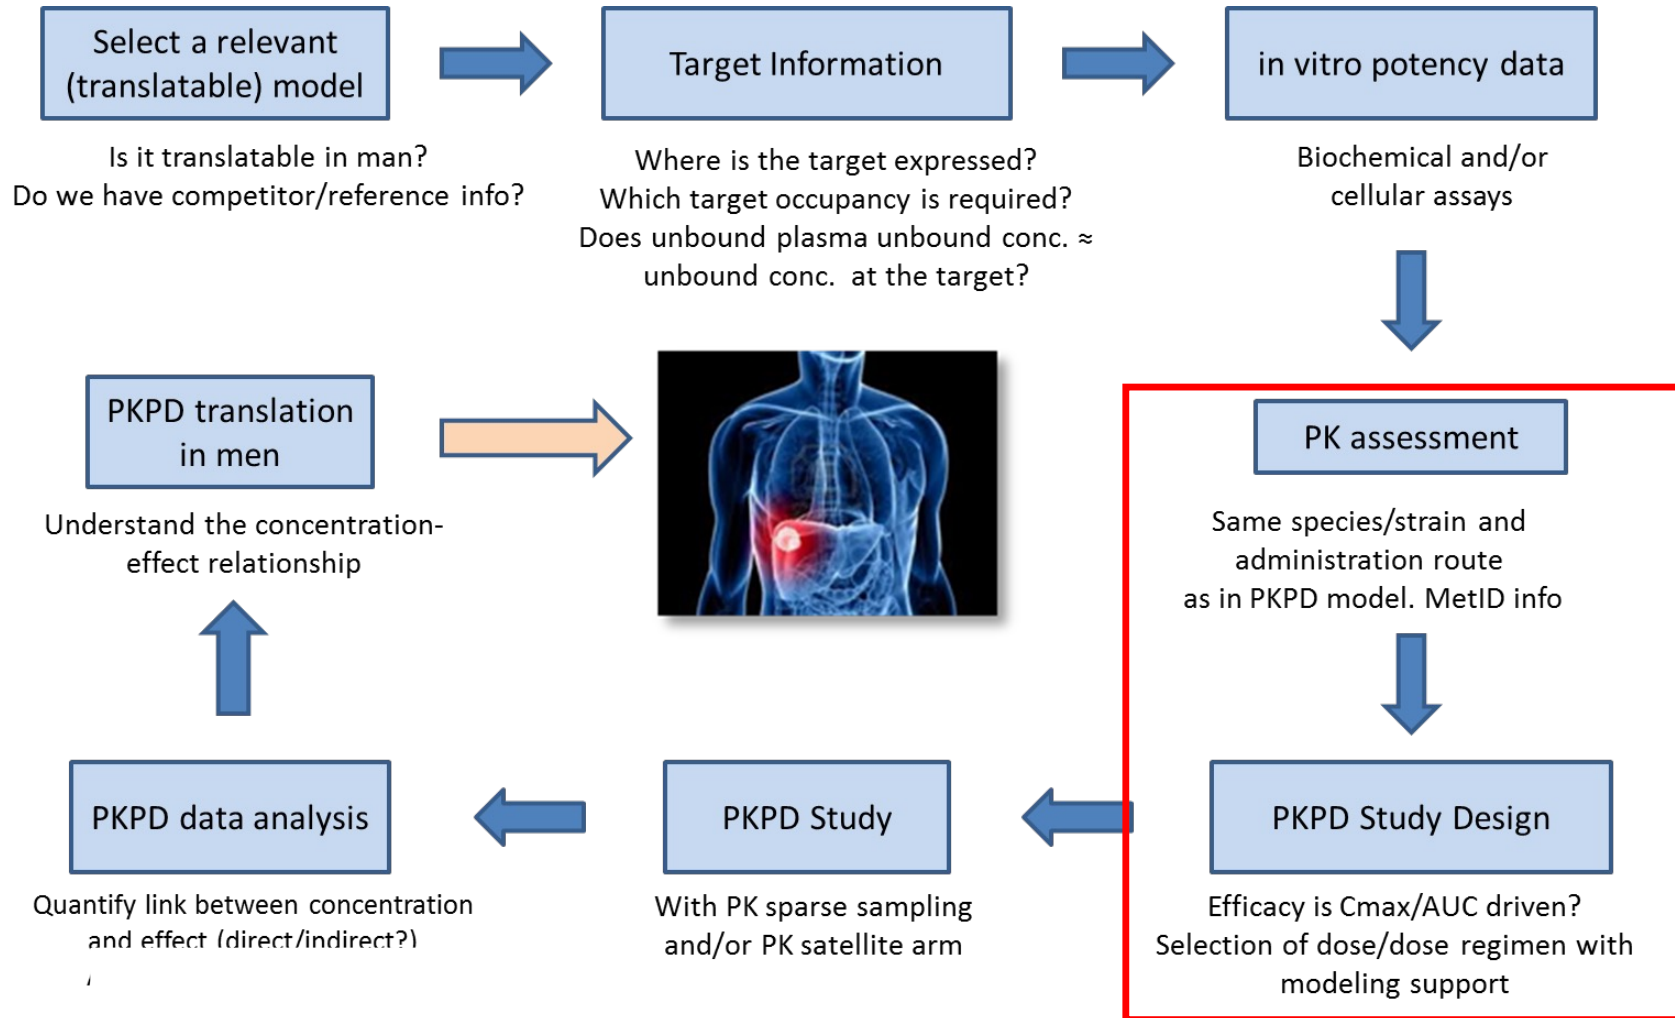 Select a relevant
(translatable) model
Is it translatable in man?
Do we have competitor/reference info?
Target Information
Where is the target expressed?
Which target occupancy is required?
Does unbound plasma unbound conc. ≈
unbound conc.  at the target?
in vitro potency data
Biochemical and/or
cellular assays
PK assessment
Same species/strain and
administration route
as in PKPD model. MetID info
PKPD Study Design
Efficacy is Cmax/AUC driven?
Selection of dose/dose regimen with
modeling support
PKPD Study
With PK sparse sampling
and/or PK satellite arm
PKPD data analysis
Quantify link between concentration
and effect (direct/indirect?)
PKPD translation
in men
Understand the concentration-
effect relationship